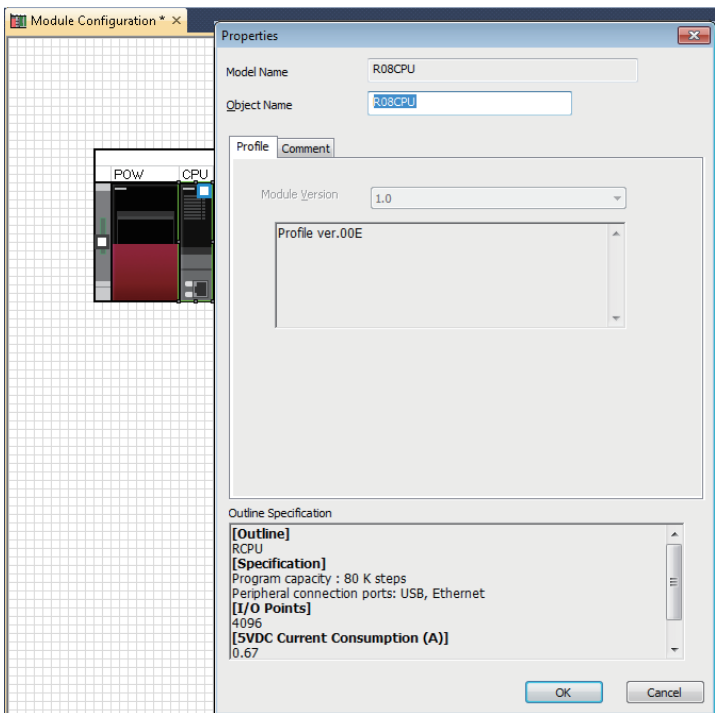 Module Configuration *
Properties
Model Name
R08CPU
Object Name
R08CPU
POW
CPU
Profile
Comment
Module Version
1.0
Profile ver.00E
Outline Specification
[Outline]
RCPU
[Specification]
Program capacity : 80 K steps
Peripheral connection ports: USB, Ethernet
[I/O Points]
4096
[5VDC Current Consumption (A)]
0.67
OK
Cancel